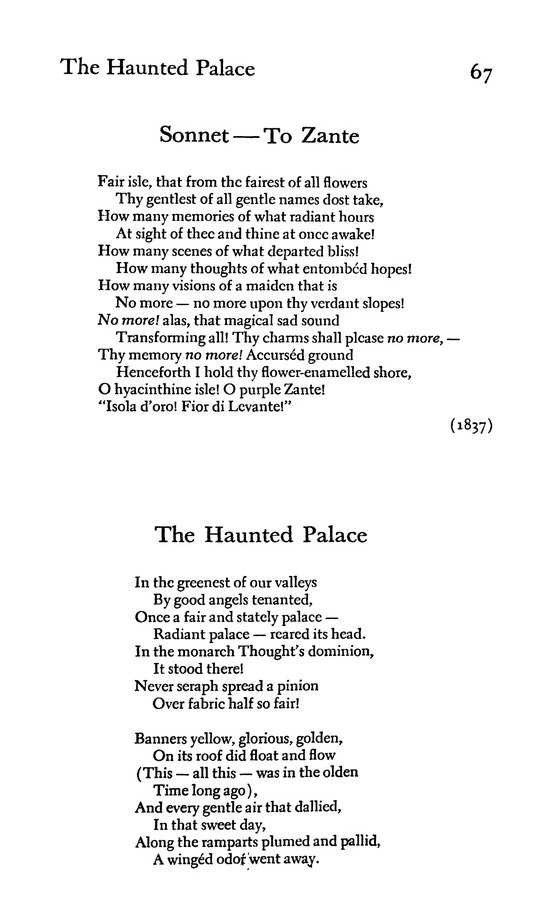 The Haunted Palace 67
Sonnet — To Zante
Fair isle, that from the fairest of all flowers
Thy gentlest of all gentle names dost take,
How many memories of what radiant hours
At sight of thee and thine at once awake!
How many scenes of what departed bliss!
How many thoughts of what entombéd hopes!
How many visions of a maiden that is
No more — no more upon thy verdant slopes!
No more! alas, that magical sad sound
Transforming all! Thy charms shall please no more, —
Thy memory no more! Accurséd ground
Henceforth I hold thy flower-enamelled shore,
O hyacinthine isle! O purple Zante!
“Isola d’oro! Fior di Levante!”
(1837)
The Haunted Palace
In the greenest of our valleys
By good angels tenanted,
Once a fair and stately palace —
Radiant palace — reared its head.
In the monarch Thought’s dominion,
It stood there!
Never seraph spread a pinion
Over fabric half so fair!
Banners yellow, glorious, golden,
On its roof did float and flow
(This — all this — was in the olden
Time long ago),
And every gentle air that dallied,
In that sweet day,
Along the ramparts plumed and pallid,
A wingéd odor went away.